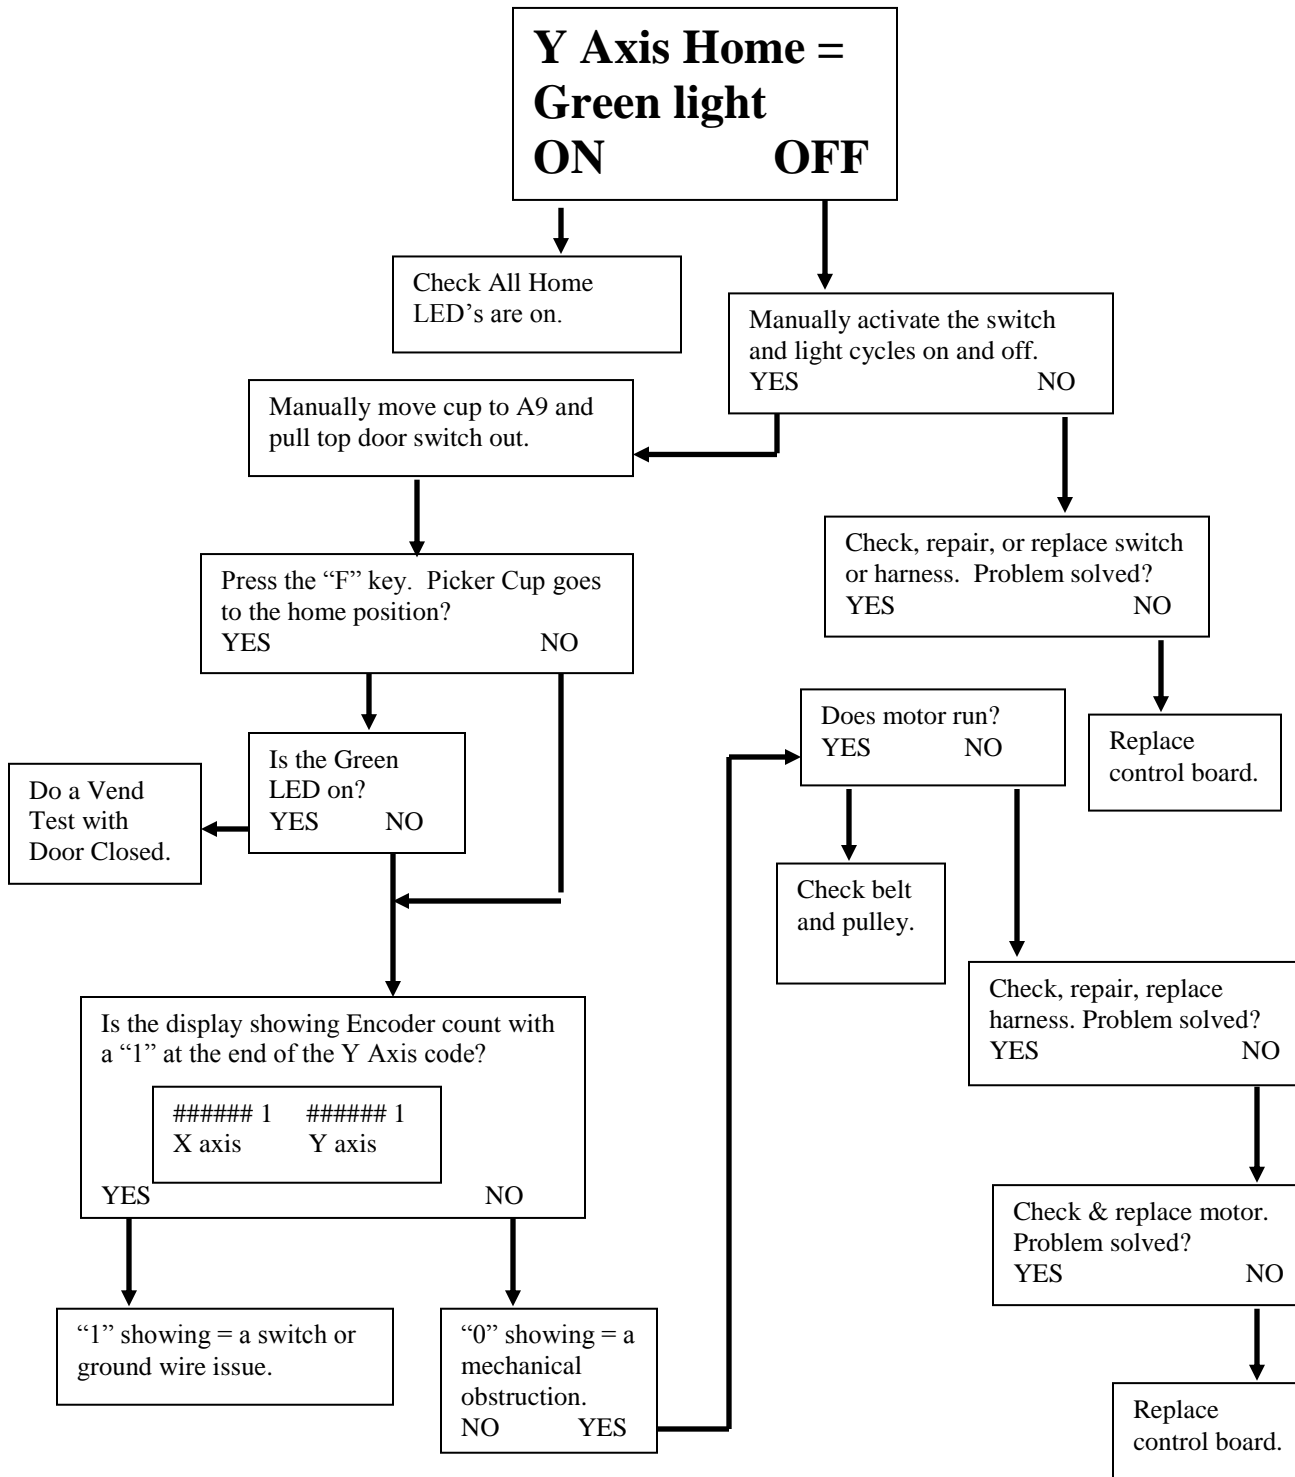 Y Axis Home =
Green light
ON OFF
Check All Home
LED’s are on.
Manually activate the switch
and light cycles on and off.
YES NO
Manually move cup to A9 and
pull top door switch out.
Check, repair, or replace switch
or harness. Problem solved?
YES NO
Press the “F” key. Picker Cup goes
to the home position?
YES NO
Does motor run?
YES NO
Replace
control board.
Is the Green
LED on?
YES NO
Do a Vend
Test with
Door Closed.
Check belt
and pulley.
Check, repair, replace
harness. Problem solved?
YES NO
Is the display showing Encoder count with
a “1” at the end of the Y Axis code?
###### 1 ###### 1
X axis Y axis
YES NO
Check & replace motor.
Problem solved?
YES NO
“1” showing = a switch or
ground wire issue.
“0” showing = a
mechanical
obstruction.
NO YES
Replace
control board.